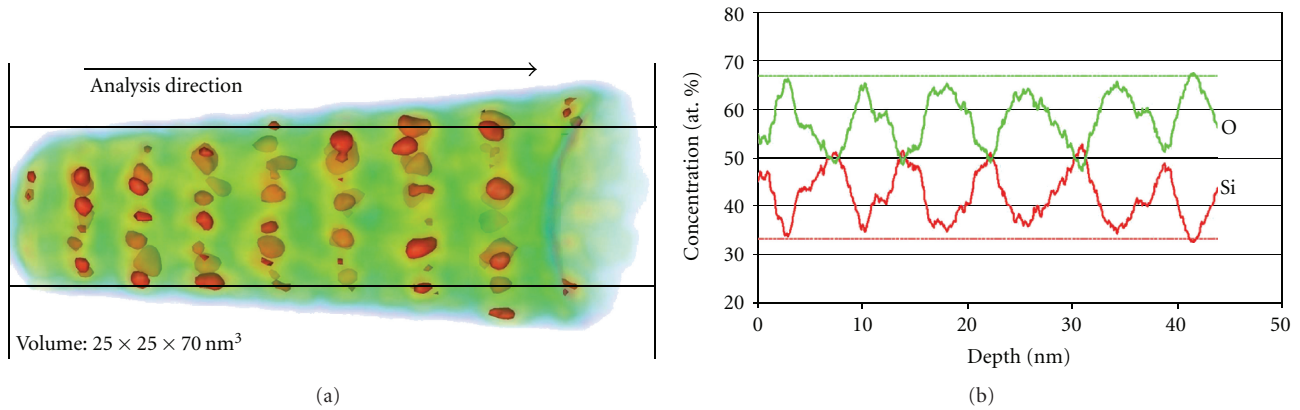 Analysis direction
Volume: 25 × 25 × 70 nm³
(a)
80
70
60
50
40
30
20
Concentration (at. %)
O
Si
0
10
20
30
40
50
Depth (nm)
(b)